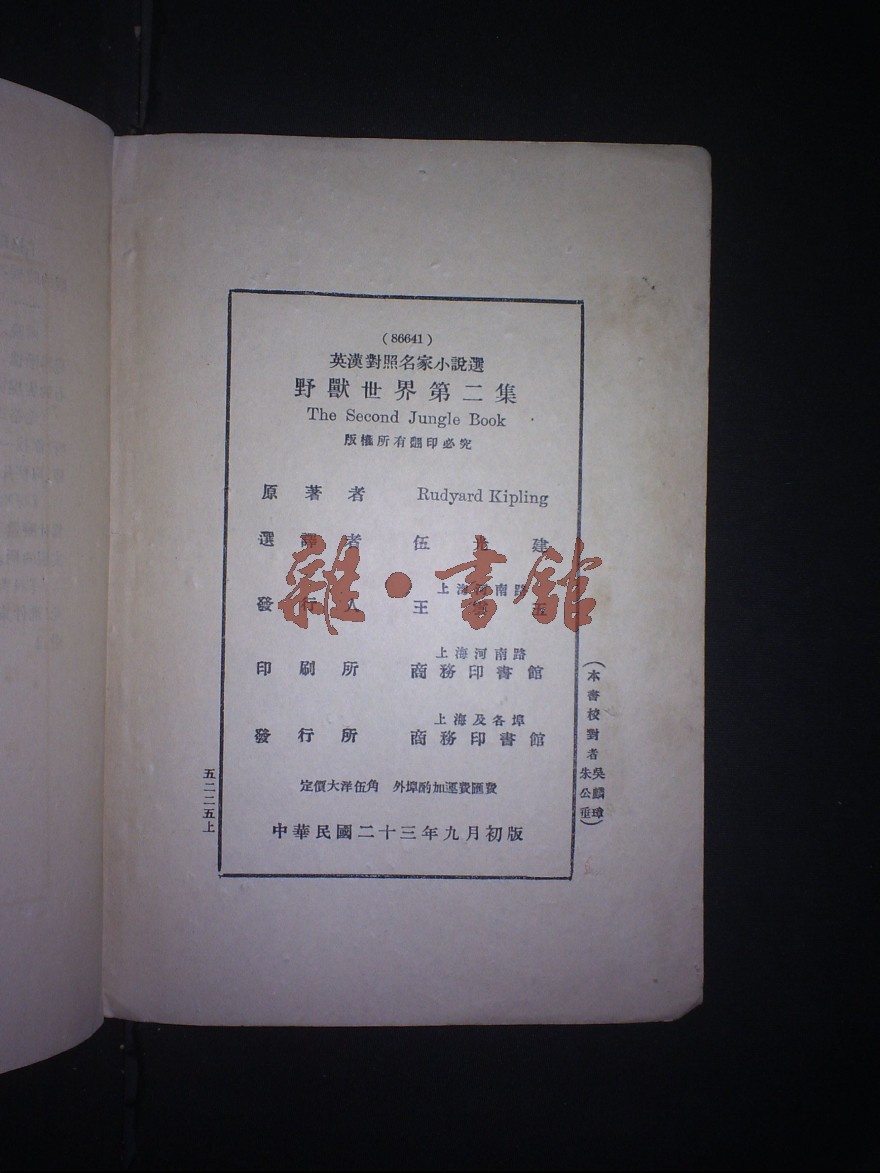 (86641)
英漢對照名家小說選
野獸世界第二集
The Second Jungle Book
版權所有翻印必究
原著者 Rudyard Kipling
選譯者 伍光建
上海河南路
發行人 王
印刷所 上海河南路
商務印書館
發行所 上海及各埠
商務印書館
定價大洋伍角 外埠酌加運費匯費
中華民國二十三年九月初版
(本書校對者 吳麟璋 朱公垂)
五二二五上
雜·書館